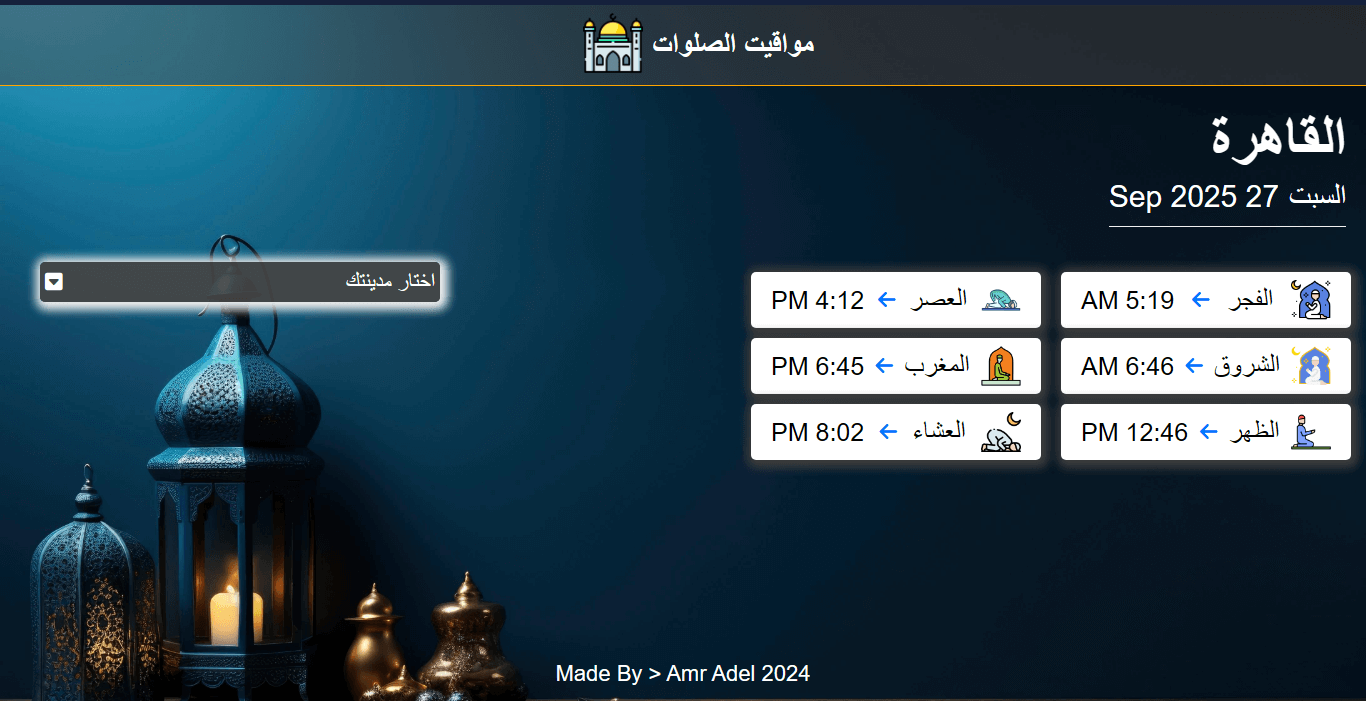 مواقيت الصلوات
القاهرة
السبت 27 Sep 2025
اختار مدينتك
الفجر 5:19 AM
العصر 4:12 PM
الشروق 6:46 AM
المغرب 6:45 PM
الظهر 12:46 PM
العشاء 8:02 PM
Made By > Amr Adel 2024